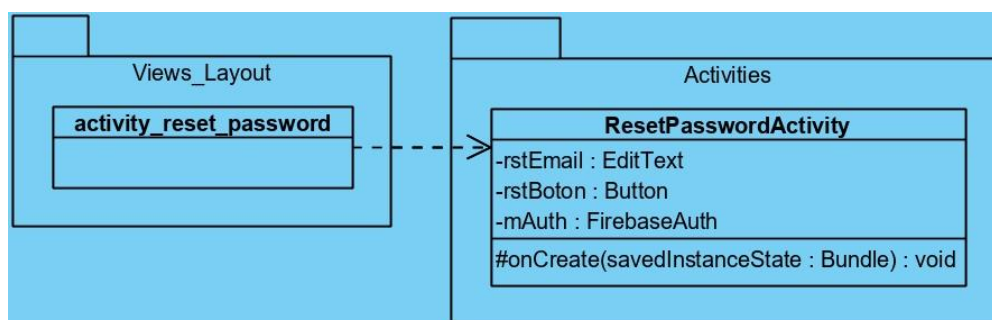 Views_Layout
activity_reset_password
Activities
ResetPasswordActivity
-rstEmail : EditText
-rstBoton : Button
-mAuth : FirebaseAuth
#onCreate(savedInstanceState : Bundle) : void